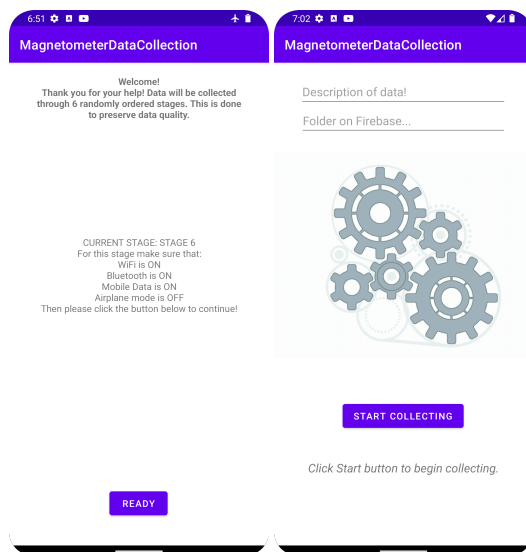 6:51
MagnetometerDataCollection
Welcome!
Thank you for your help! Data will be collected
through 6 randomly ordered stages. This is done
to preserve data quality.
CURRENT STAGE: STAGE 6
For this stage make sure that:
WiFi is ON
Bluetooth is ON
Mobile Data is ON
Airplane mode is OFF
Then please click the button below to continue!
READY
7:02
MagnetometerDataCollection
Description of data!
Folder on Firebase...
START COLLECTING
Click Start button to begin collecting.